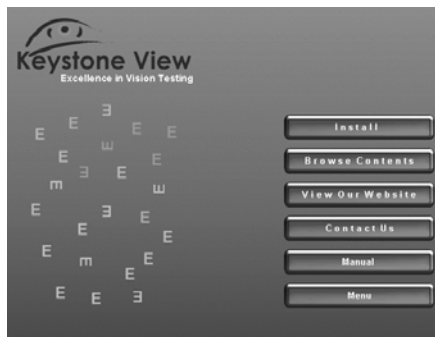 Keystone View
Excellence in Vision Testing
E
E E E
E
E
E E
E E
E
E
E
E
E E
E
E
E
E E
E
E
E E E
Install
Browse Contents
View Our Website
Contact Us
Manual
Menu